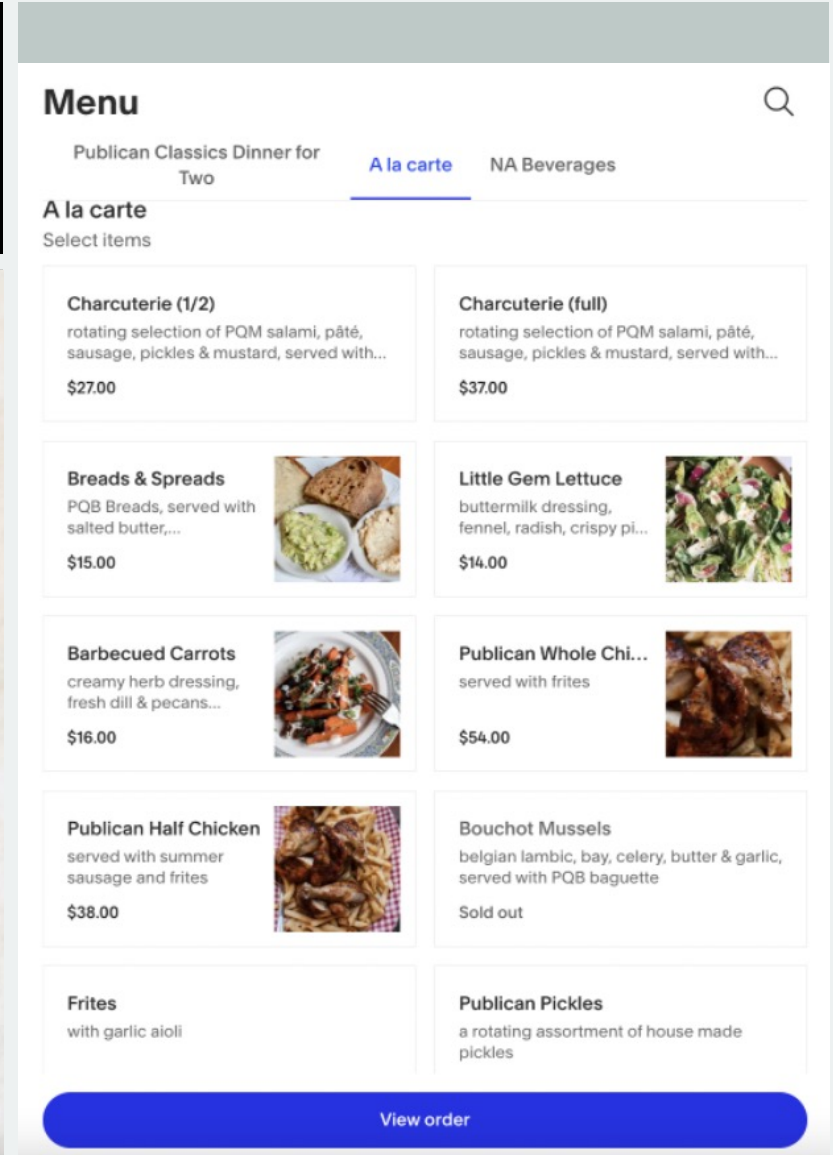 Menu
Publican Classics Dinner for
Two
A la carte
NA Beverages
A la carte
Select items
Charcuterie (1/2)
rotating selection of PQM salami, pâté,
sausage, pickles & mustard, served with...
$27.00
Charcuterie (full)
rotating selection of PQM salami, pâté,
sausage, pickles & mustard, served with...
$37.00
Breads & Spreads
PQB Breads, served with
salted butter,...
$15.00
Little Gem Lettuce
buttermilk dressing,
fennel, radish, crispy pi...
$14.00
Barbecued Carrots
creamy herb dressing,
fresh dill & pecans...
$16.00
Publican Whole Chi...
served with frites
$54.00
Publican Half Chicken
served with summer
sausage and frites
$38.00
Bouchot Mussels
belgian lambic, bay, celery, butter & garlic,
served with PQB baguette
Sold out
Frites
with garlic aioli
Publican Pickles
a rotating assortment of house made
pickles
View order